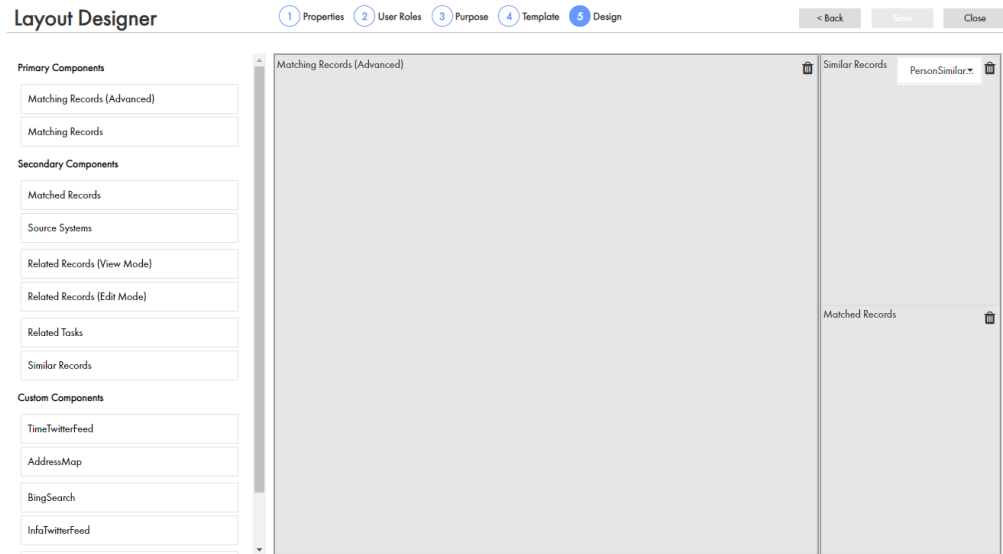 Layout Designer
1 Properties 2 User Roles 3 Purpose 4 Template 5 Design
< Back Save Close
Primary Components
Matching Records (Advanced)
Matching Records
Secondary Components
Matched Records
Source Systems
Related Records (View Mode)
Related Records (Edit Mode)
Related Tasks
Similar Records
Custom Components
TimeTwitterFeed
AddressMap
BingSearch
InfaTwitterFeed
Matching Records (Advanced)
Similar Records PersonSimilar...
Matched Records